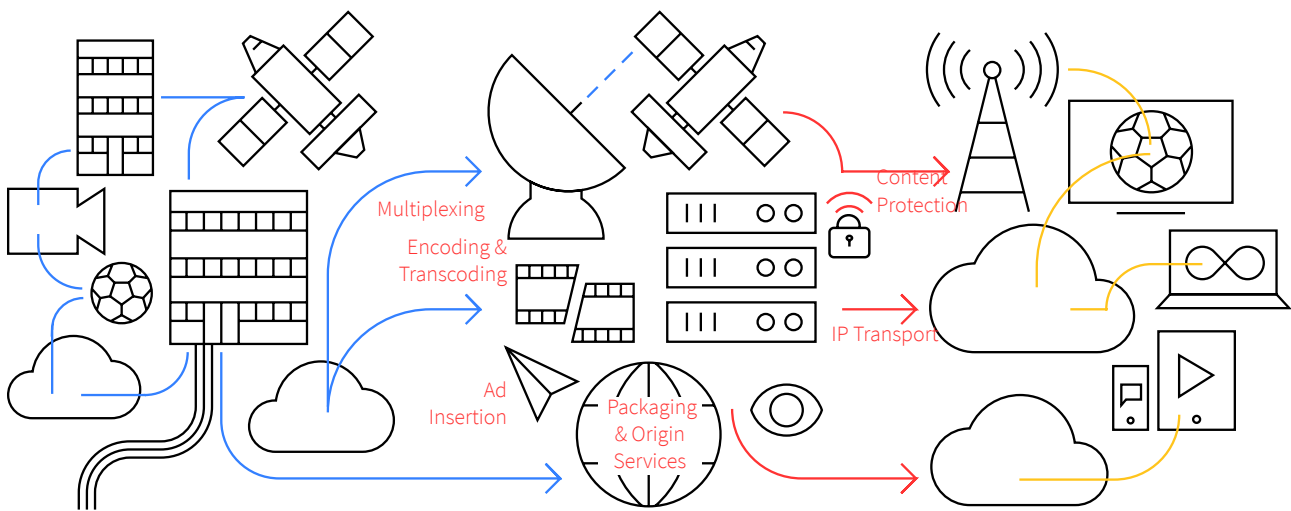 Multiplexing
Encoding &
Transcoding
Ad
Insertion
Packaging
& Origin
Services
Content
Protection
IP Transport